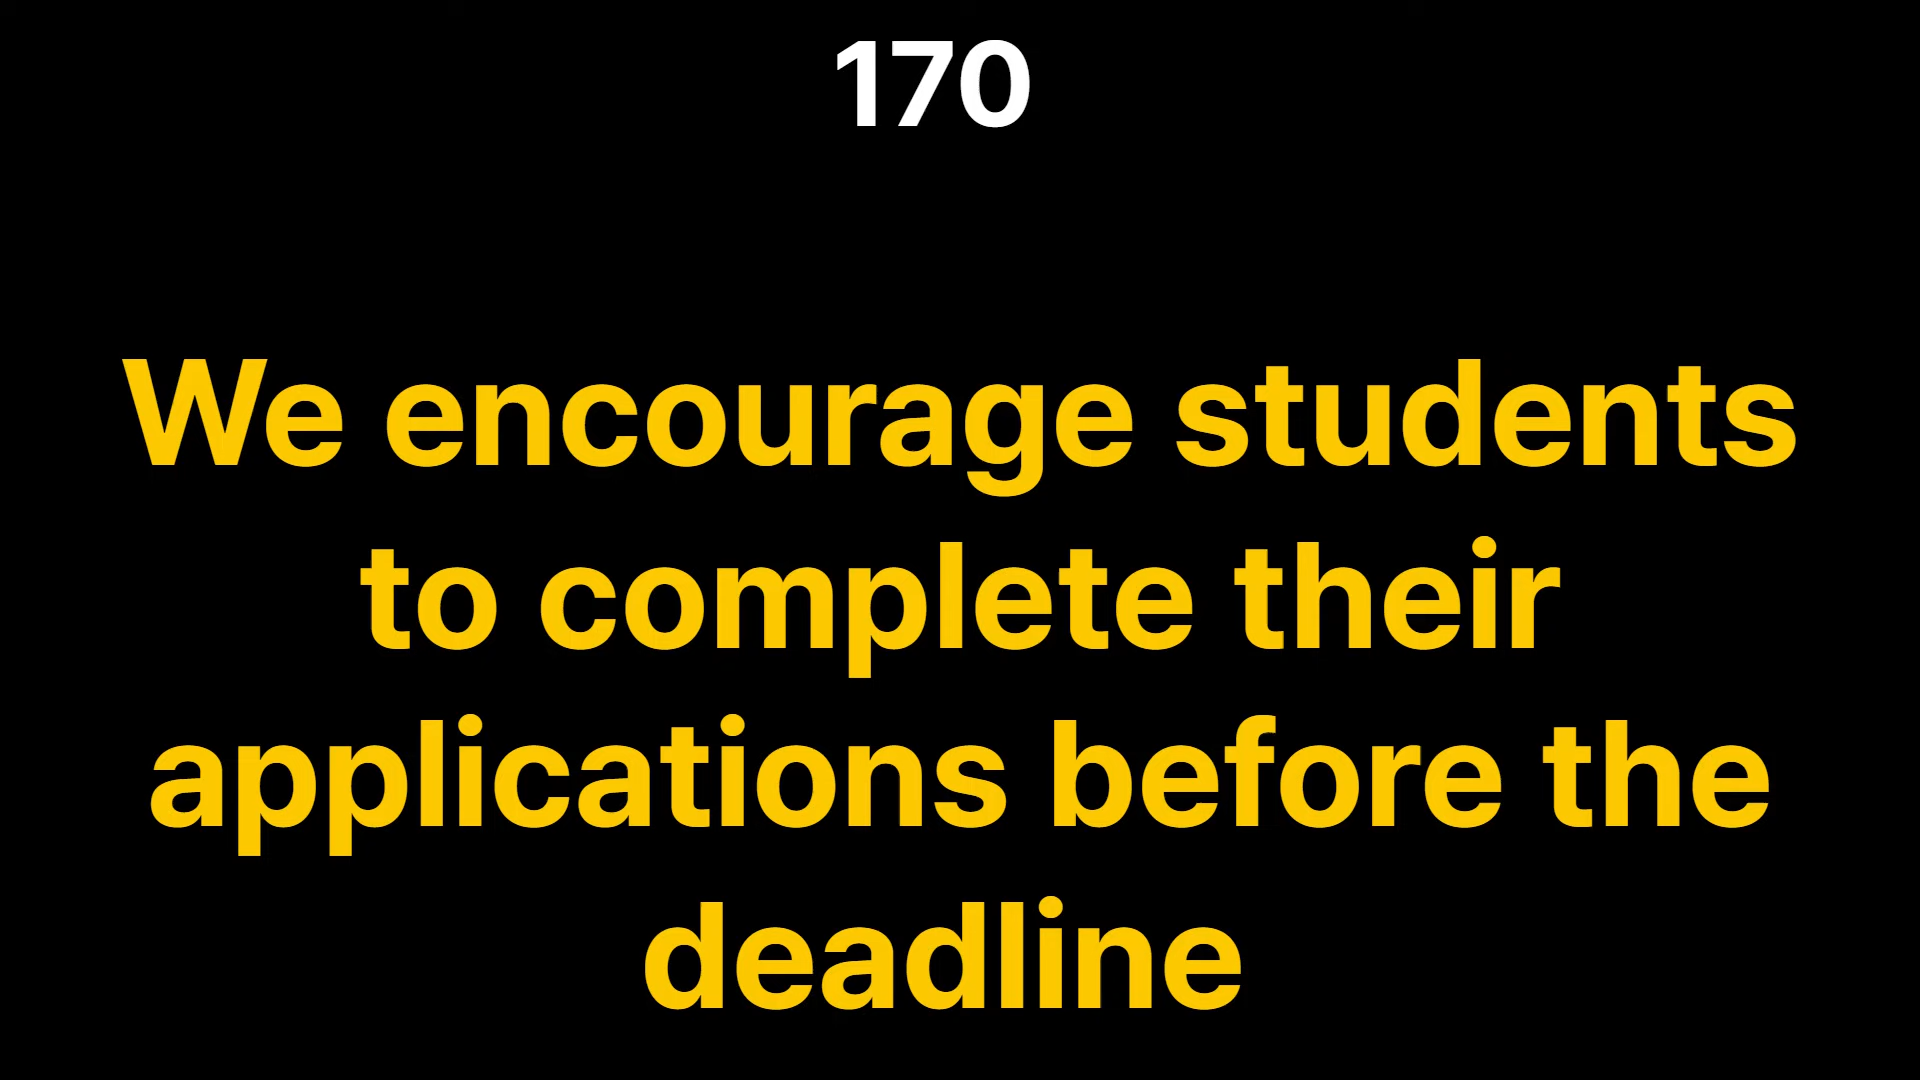 170
We encourage students
to complete their
applications before the
deadline